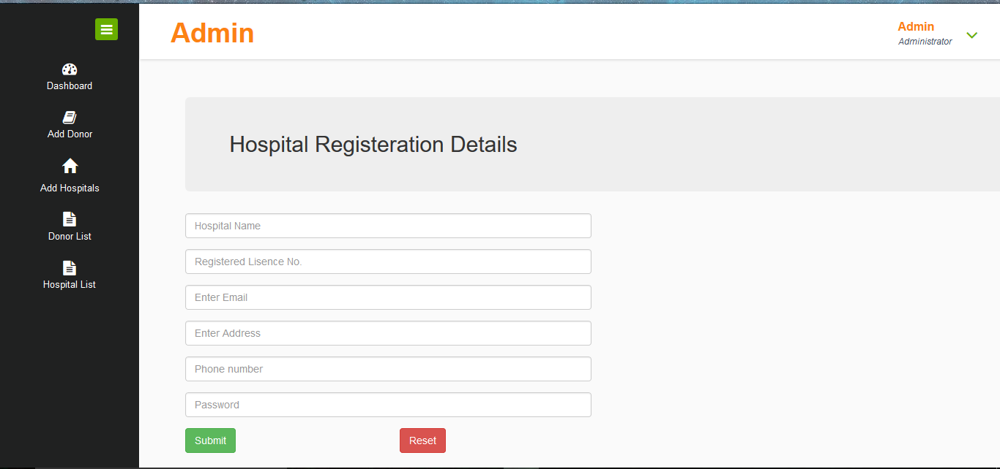 Admin
Admin
Administrator
Dashboard
Add Donor
Add Hospitals
Donor List
Hospital List
Hospital Registeration Details
Hospital Name
Registered Lisence No.
Enter Email
Enter Address
Phone number
Password
Submit
Reset